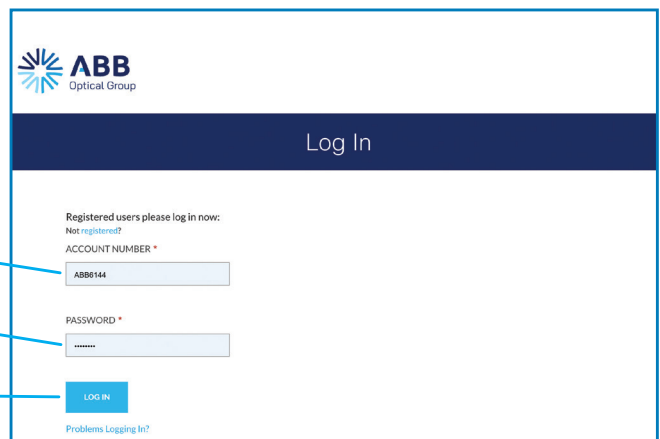 ABB
Optical Group
Log In
Registered users please log in now:
Not registered?
ACCOUNT NUMBER *
ABB6144
PASSWORD *
••••••••
LOG IN
Problems Logging In?